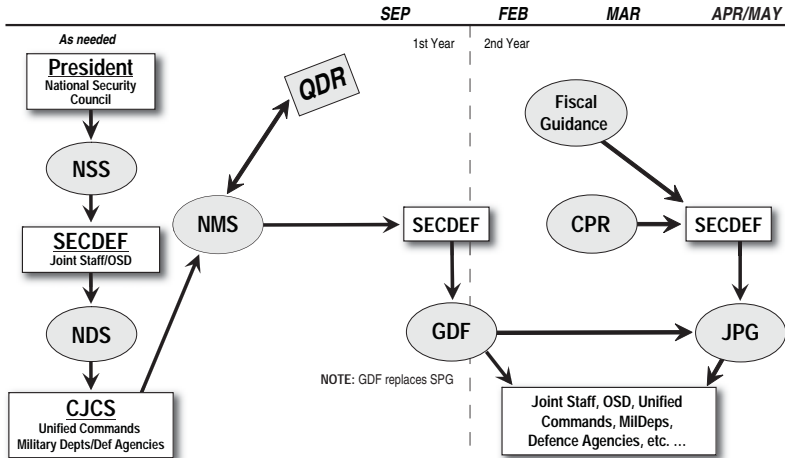 SEP FEB MAR APR/MAY
As needed
1st Year 2nd Year
President
National Security
Council
QDR
Fiscal
Guidance
NSS
NMS
SECDEF
CPR
SECDEF
SECDEF
Joint Staff/OSD
NDS
GDF
JPG
NOTE: GDF replaces SPG
CJCS
Unified Commands
Military Depts/Def Agencies
Joint Staff, OSD, Unified
Commands, MilDeps,
Defence Agencies, etc. ...